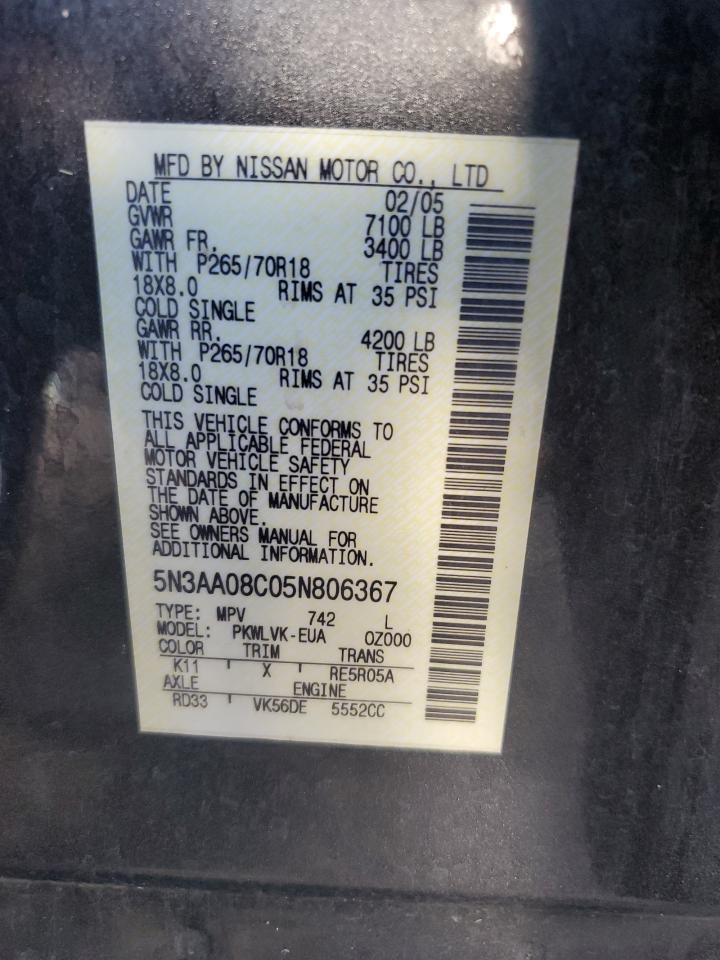 MFD BY NISSAN MOTOR CO., LTD
DATE 02/05
GVWR 7100 LB
GAWR FR. 3400 LB
WITH P265/70R18 TIRES
18X8.0 RIMS AT 35 PSI
COLD SINGLE
GAWR RR. 4200 LB
WITH P265/70R18 TIRES
18X8.0 RIMS AT 35 PSI
COLD SINGLE
THIS VEHICLE CONFORMS TO
ALL APPLICABLE FEDERAL
MOTOR VEHICLE SAFETY
STANDARDS IN EFFECT ON
THE DATE OF MANUFACTURE
SHOWN ABOVE.
SEE OWNERS MANUAL FOR
ADDITIONAL INFORMATION.
5N3AA08C05N806367
TYPE: MPV 742 L
MODEL: PKWLVK-EUA 0Z000
COLOR TRIM TRANS
K11 X RE5R05A
AXLE ENGINE
RD33 VK56DE 5552CC